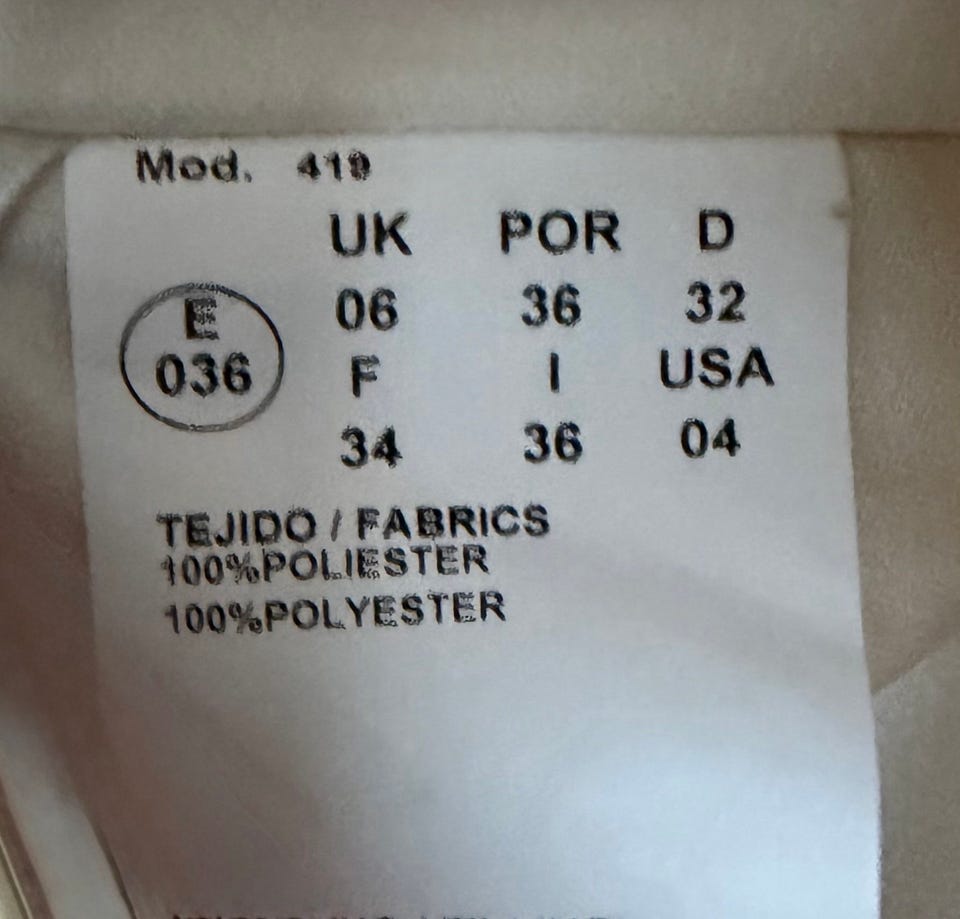 Mod. 419
UK POR D
E 06 36 32
036 F I USA
34 36 04
TEJIDO / FABRICS
100%POLIESTER
100%POLYESTER